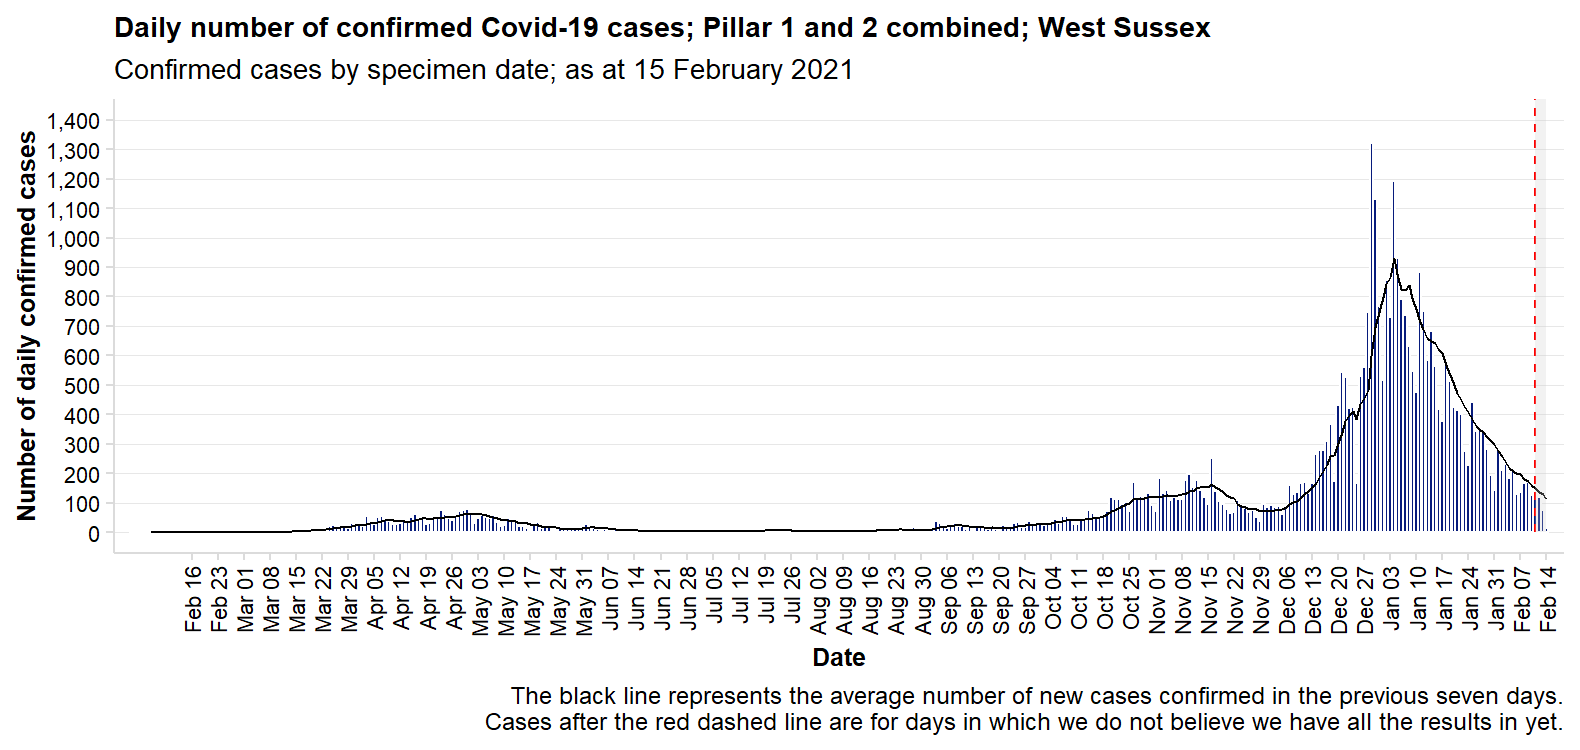 Daily number of confirmed Covid-19 cases; Pillar 1 and 2 combined; West Sussex
Confirmed cases by specimen date; as at 15 February 2021
Number of daily confirmed cases
1,400
1,300
1,200
1,100
1,000
900
800
700
600
500
400
300
200
100
0
Feb 16
Feb 23
Mar 01
Mar 08
Mar 15
Mar 22
Mar 29
Apr 05
Apr 12
Apr 19
Apr 26
May 03
May 10
May 17
May 24
May 31
Jun 07
Jun 14
Jun 21
Jun 28
Jul 05
Jul 12
Jul 19
Jul 26
Aug 02
Aug 09
Aug 16
Aug 23
Aug 30
Sep 06
Sep 13
Sep 20
Sep 27
Oct 04
Oct 11
Oct 18
Oct 25
Nov 01
Nov 08
Nov 15
Nov 22
Nov 29
Dec 06
Dec 13
Dec 20
Dec 27
Jan 03
Jan 10
Jan 17
Jan 24
Jan 31
Feb 07
Feb 14
Date
The black line represents the average number of new cases confirmed in the previous seven days.
Cases after the red dashed line are for days in which we do not believe we have all the results in yet.